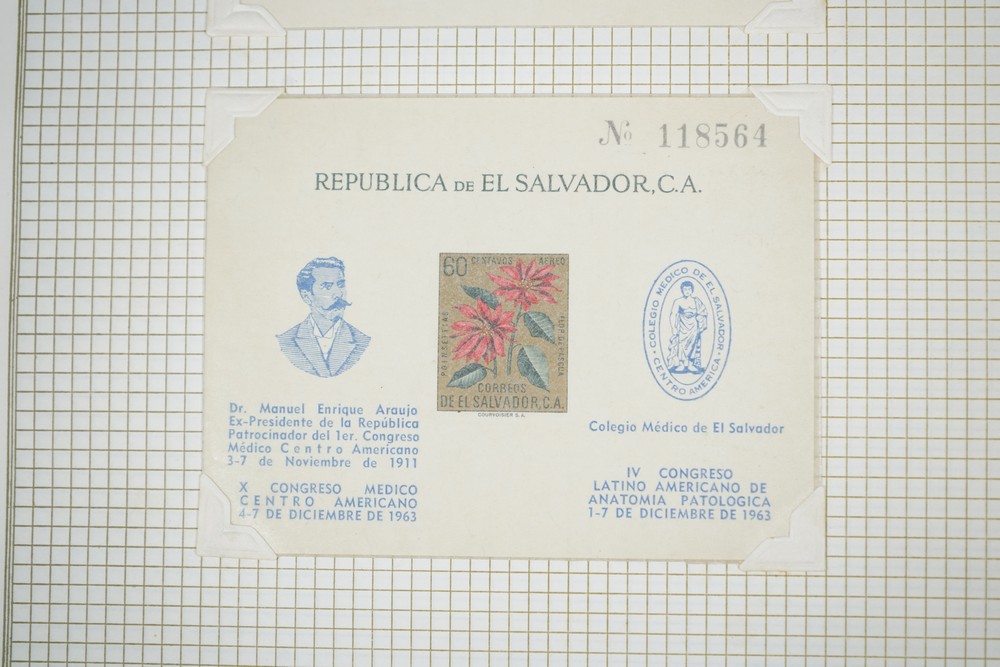 Nº 118564
REPUBLICA DE EL SALVADOR, C.A.
60 CENTAVOS AEREO
POINSETTIAS
FLOR DE PASCUA
CORREOS
DE EL SALVADOR, C.A.
COURVOISIER S.A.
COLEGIO MÉDICO DE EL SALVADOR
CENTRO AMERICA
Dr. Manuel Enrique Araujo
Ex-Presidente de la República
Patrocinador del 1er. Congreso
Médico Centro Americano
3-7 de Noviembre de 1911
X CONGRESO MEDICO
CENTRO AMERICANO
4-7 DE DICIEMBRE DE 1963
Colegio Médico de El Salvador
IV CONGRESO
LATINO AMERICANO DE
ANATOMIA PATOLOGICA
1-7 DE DICIEMBRE DE 1963